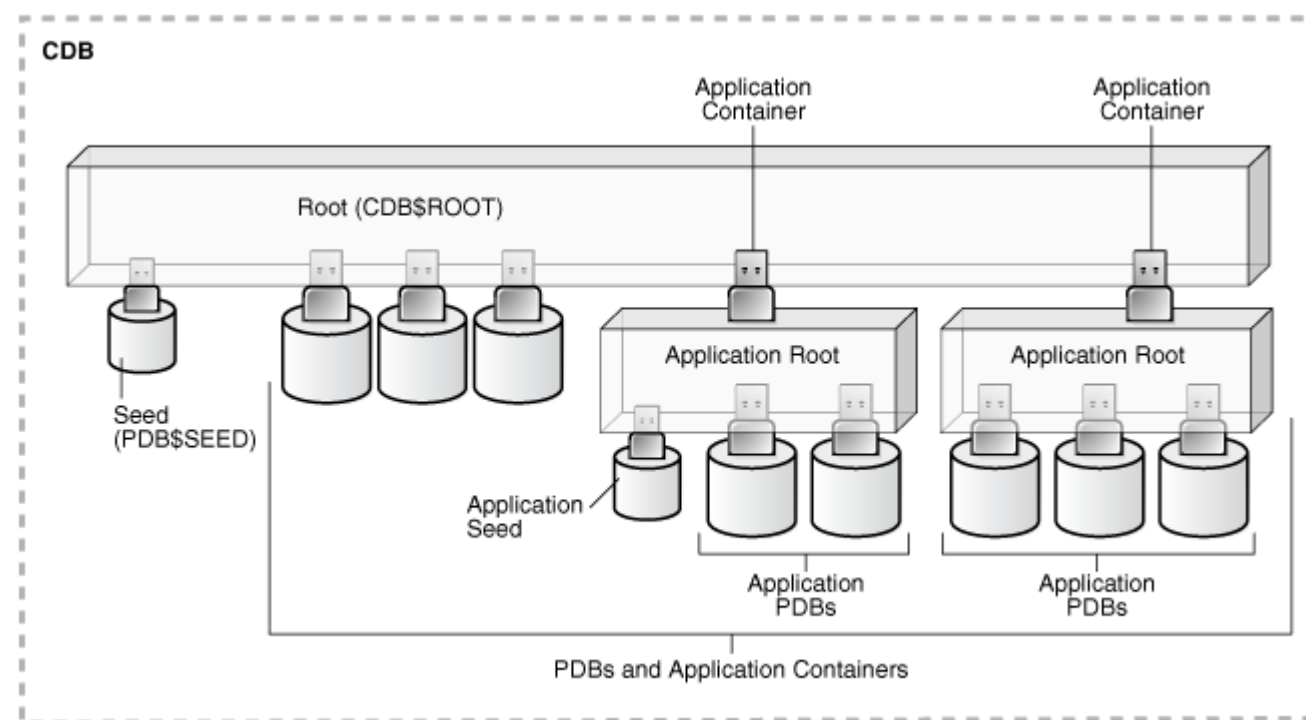 CDB
Application
Container
Application
Container
Root (CDB$ROOT)
Application Root
Application Root
Seed
(PDB$SEED)
Application
Seed
Application
PDBs
Application
PDBs
PDBs and Application Containers